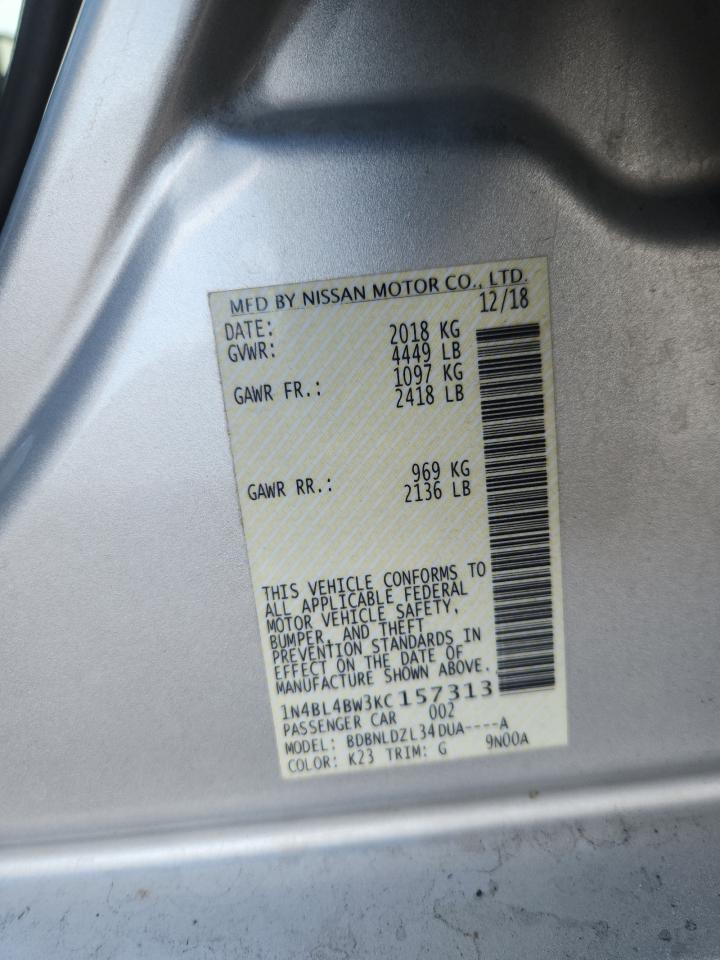 MFD BY NISSAN MOTOR CO., LTD.
DATE: 12/18
GVWR: 2018 KG
4449 LB
GAWR FR.: 1097 KG
2418 LB
GAWR RR.: 969 KG
2136 LB
THIS VEHICLE CONFORMS TO
ALL APPLICABLE FEDERAL
MOTOR VEHICLE SAFETY,
BUMPER, AND THEFT
PREVENTION STANDARDS IN
EFFECT ON THE DATE OF
MANUFACTURE SHOWN ABOVE.
1N4BL4BW3KC157313
PASSENGER CAR 002
MODEL: BDBNLDZL34DUA----A
COLOR: K23 TRIM: G 9N00A